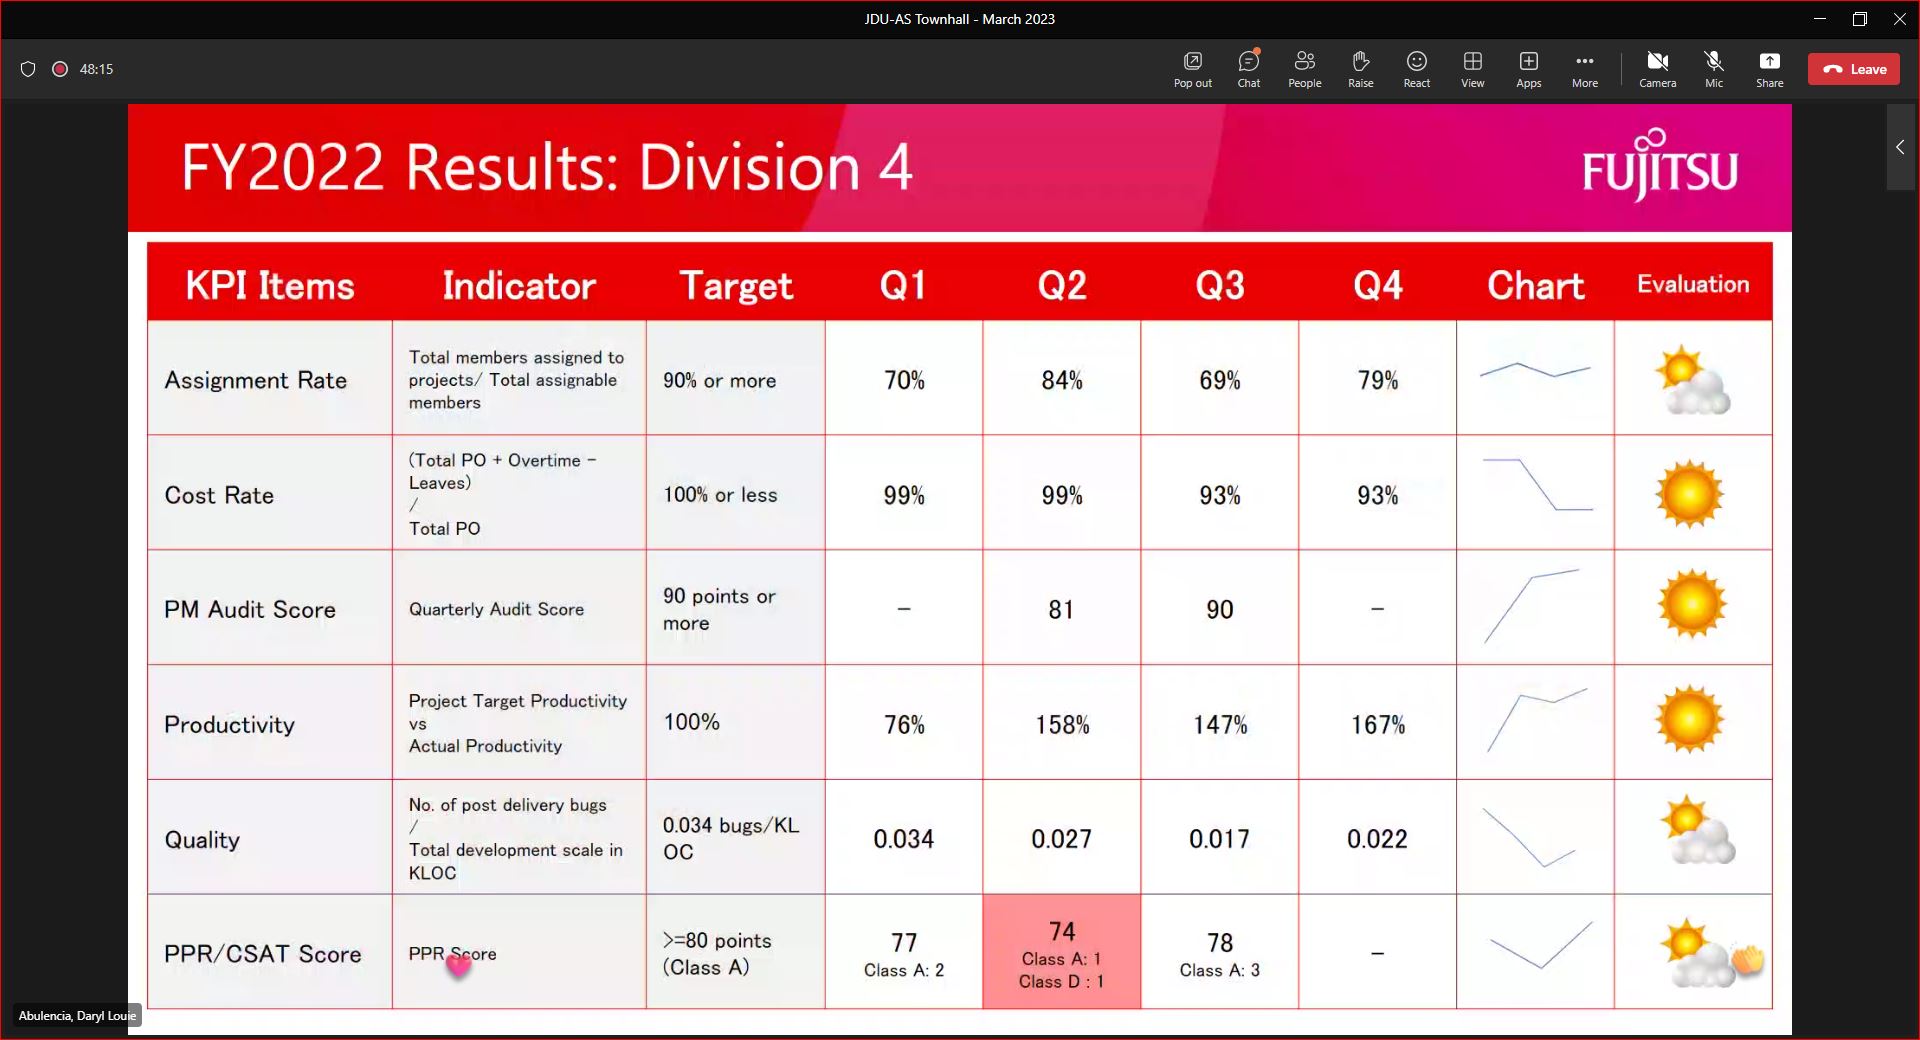 JDU-AS Townhall - March 2023
48:15
Pop out
Chat
People
Raise
React
View
Apps
More
Camera
Mic
Share
Leave
FY2022 Results: Division 4
FUJITSU
KPI Items
Indicator
Target
Q1
Q2
Q3
Q4
Chart
Evaluation
Assignment Rate
Total members assigned to
projects/ Total assignable
members
90% or more
70%
84%
69%
79%
Cost Rate
(Total PO + Overtime -
Leaves)
/
Total PO
100% or less
99%
99%
93%
93%
PM Audit Score
Quarterly Audit Score
90 points or
more
-
81
90
-
Productivity
Project Target Productivity
vs
Actual Productivity
100%
76%
158%
147%
167%
Quality
No. of post delivery bugs
/
Total development scale in
KLOC
0.034 bugs/KL
OC
0.034
0.027
0.017
0.022
PPR/CSAT Score
PPR Score
>=80 points
(Class A)
77
Class A: 2
74
Class A: 1
Class D : 1
78
Class A: 3
-
Abulencia, Daryl Louie